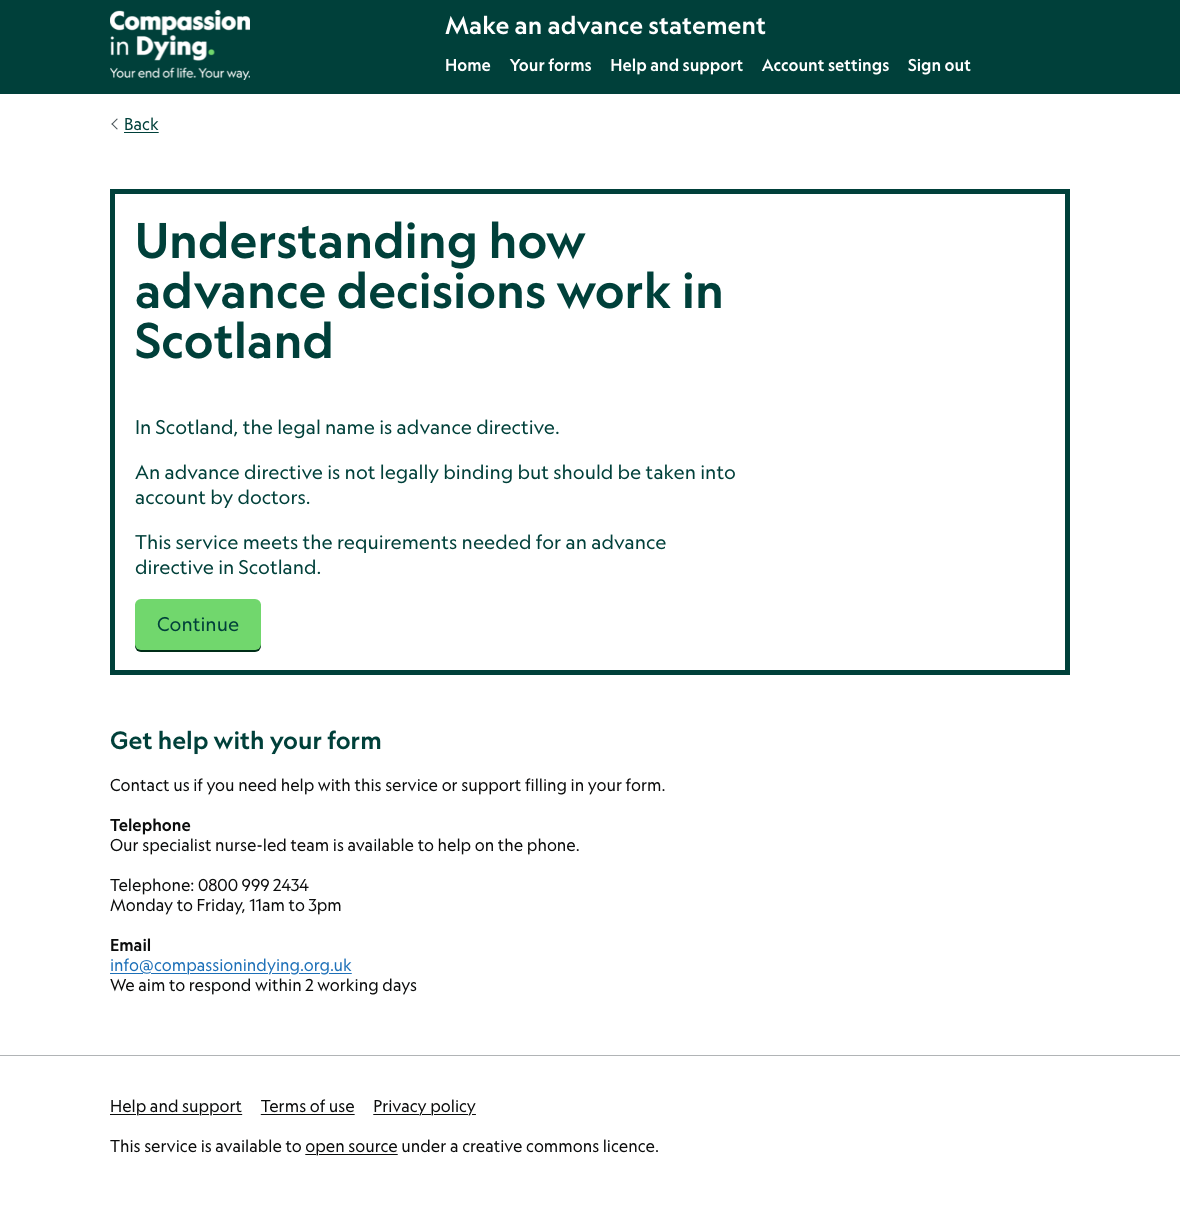 Compassion
in Dying.
Your end of life. Your way.
Make an advance statement
Home Your forms Help and support Account settings Sign out
Back
Understanding how
advance decisions work in
Scotland
In Scotland, the legal name is advance directive.
An advance directive is not legally binding but should be taken into
account by doctors.
This service meets the requirements needed for an advance
directive in Scotland.
Continue
Get help with your form
Contact us if you need help with this service or support filling in your form.
Telephone
Our specialist nurse-led team is available to help on the phone.
Telephone: 0800 999 2434
Monday to Friday, 11am to 3pm
Email
info@compassionindying.org.uk
We aim to respond within 2 working days
Help and support Terms of use Privacy policy
This service is available to open source under a creative commons licence.